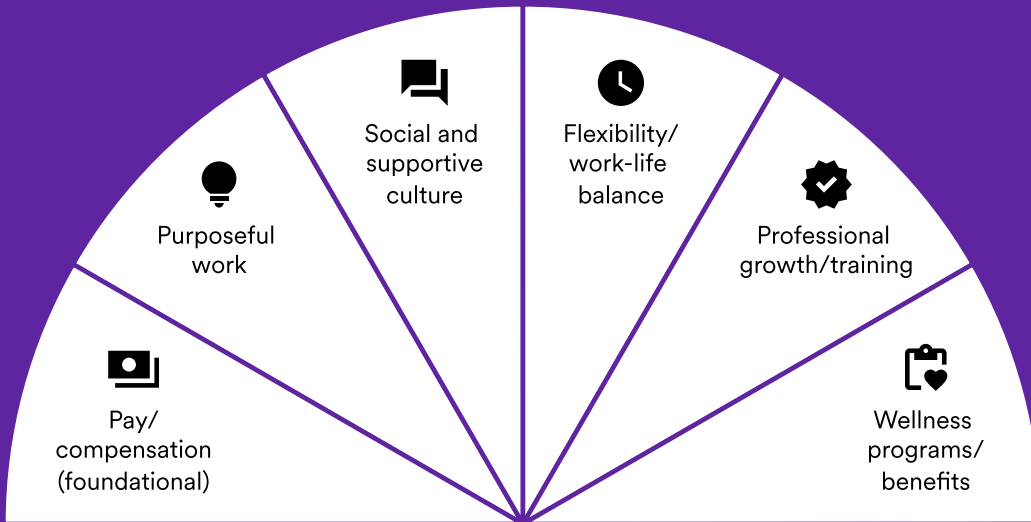 Pay/
compensation
(foundational)
Purposeful
work
Social and
supportive
culture
Flexibility/
work-life
balance
Professional
growth/training
Wellness
programs/
benefits